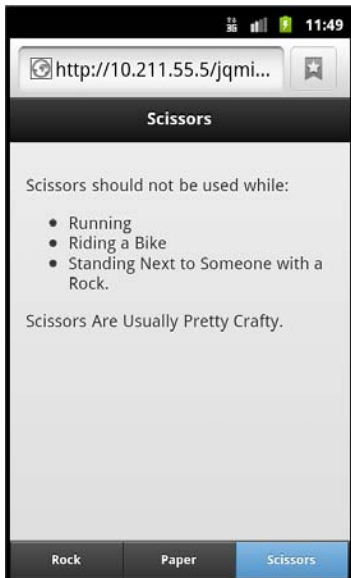 3G 11:49
http://10.211.55.5/jqmi...
Scissors
Scissors should not be used while:
Running
Riding a Bike
Standing Next to Someone with a
Rock.
Scissors Are Usually Pretty Crafty.
Rock Paper Scissors